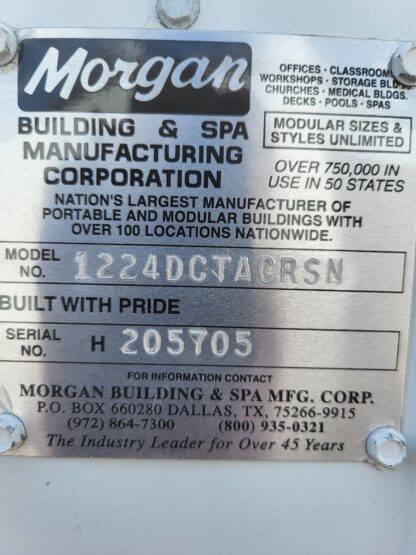 Morgan
OFFICES · CLASSROOMS
WORKSHOPS · STORAGE
CHURCHES · MEDICAL BLDGS.
DECKS · POOLS · SPAS
BUILDING & SPA
MANUFACTURING
CORPORATION
MODULAR SIZES &
STYLES UNLIMITED
OVER 750,000 IN
USE IN 50 STATES
NATION'S LARGEST MANUFACTURER OF
PORTABLE AND MODULAR BUILDINGS WITH
OVER 100 LOCATIONS NATIONWIDE.
MODEL NO. 1224DCTACRSN
BUILT WITH PRIDE
SERIAL NO. H 205705
FOR INFORMATION CONTACT
MORGAN BUILDING & SPA MFG. CORP.
P.O. BOX 660280 DALLAS, TX, 75266-9915
(972) 864-7300 (800) 935-0321
The Industry Leader for Over 45 Years